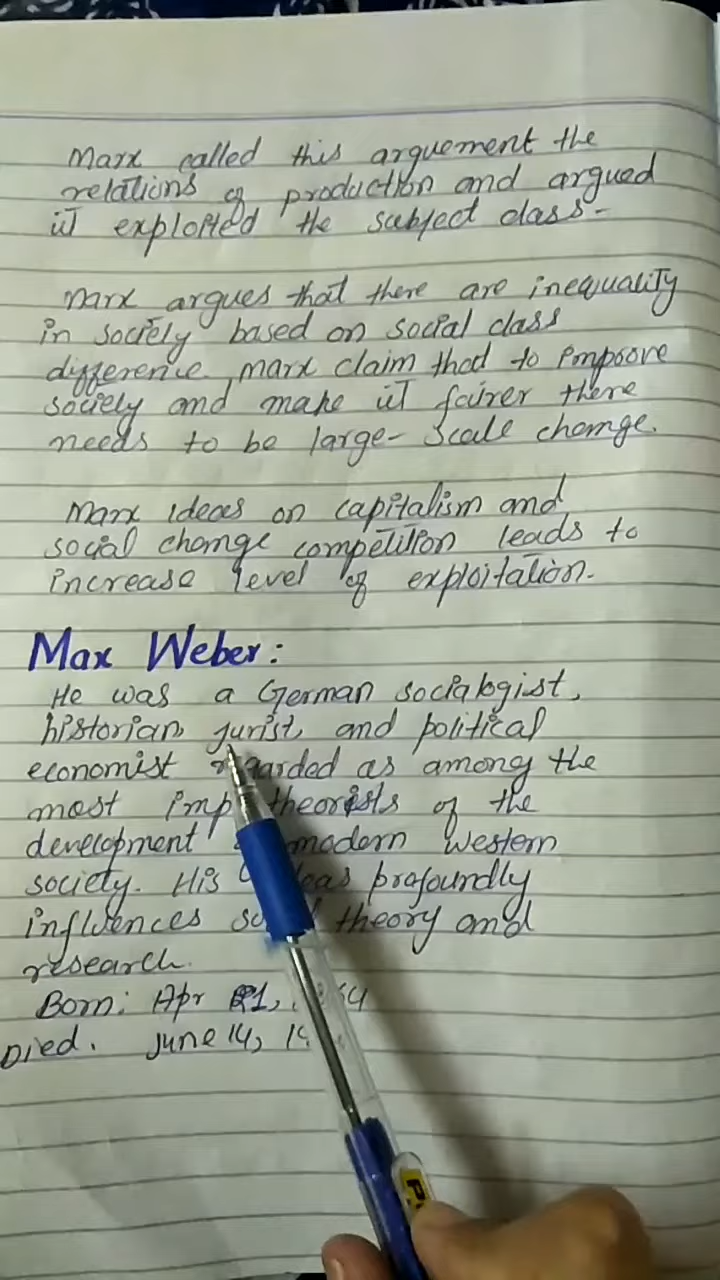 Marx called this arguement the
relations of production and argued
it exploited the subject class-
Marx argues that there are inequality
in society based on social class
difference, marx claim that to improve
society and make it fairer there
needs to be large-scale change.
Marx ideas on capitalism and
social change competition leads to
increase level of exploitation.
Max Weber:
He was a German sociologist,
historian, jurist, and political
economist regarded as among the
most imp theorists of the
development modern western
society. His ideas profoundly
influences social theory and
research.
Born: Apr 21,
Died. June 14,